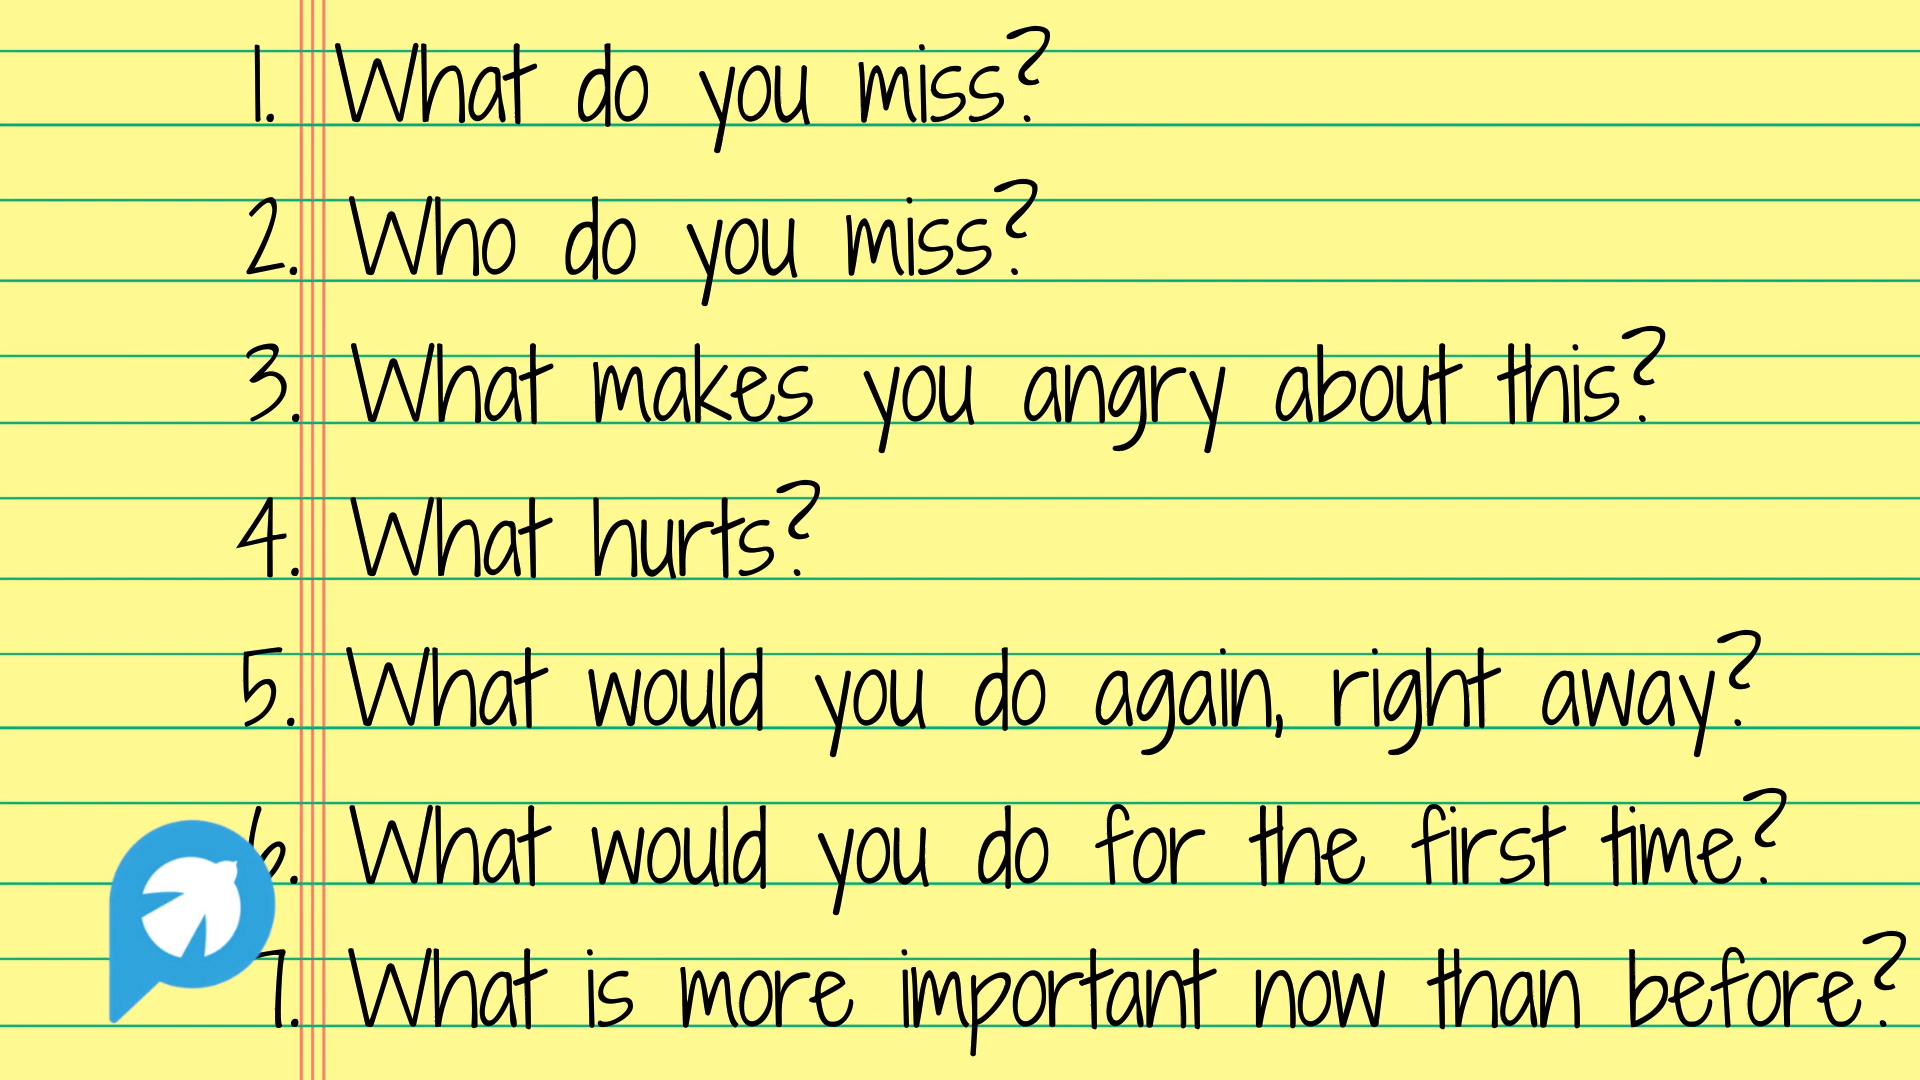 1. What do you miss?
2. Who do you miss?
3. What makes you angry about this?
4. What hurts?
5. What would you do again, right away?
6. What would you do for the first time?
7. What is more important now than before?